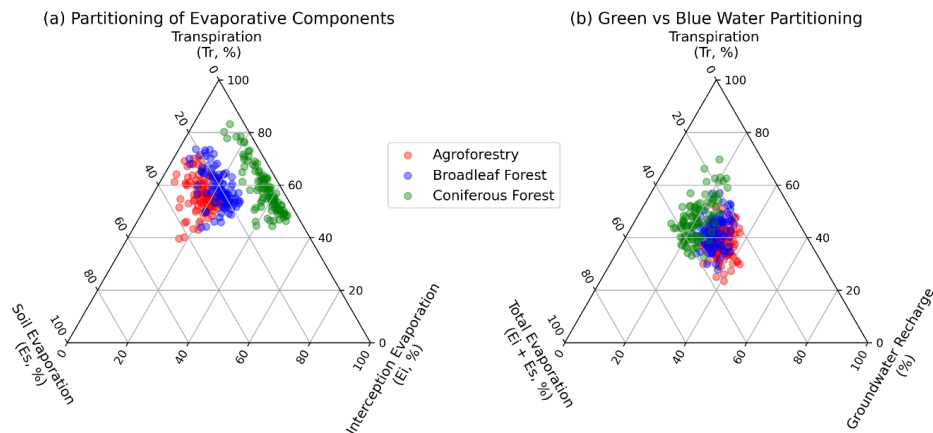 (a) Partitioning of Evaporative Components
Transpiration
(Tr, %)
0
100
20
80
40
60
60
40
80
20
100
0
0
20
40
60
80
100
Soil Evaporation
(Es, %)
Interception Evaporation
(Ei, %)
Agroforestry
Broadleaf Forest
Coniferous Forest
(b) Green vs Blue Water Partitioning
Transpiration
(Tr, %)
0
100
20
80
40
60
60
40
80
20
100
0
0
20
40
60
80
100
Total Evaporation
(Ei + Es, %)
Groundwater Recharge
(%)